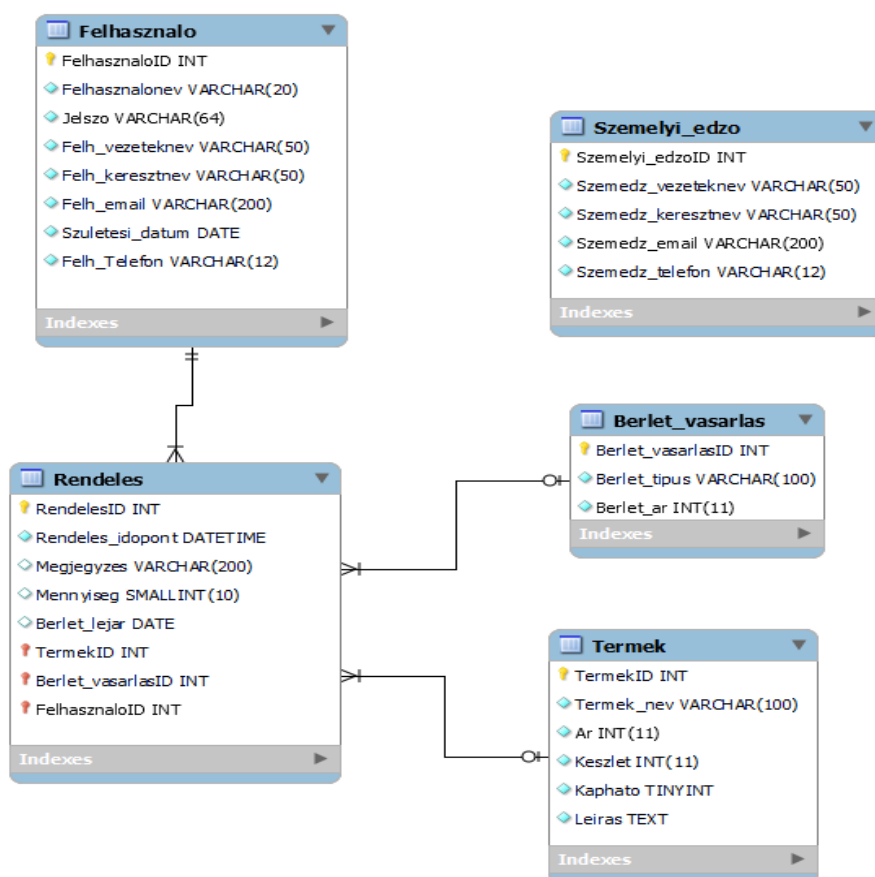 Felhasznalo
FelhasznaloID INT
Felhasznalonev VARCHAR(20)
Jelszo VARCHAR(64)
Felh_vezeteknev VARCHAR(50)
Felh_keresztnev VARCHAR(50)
Felh_email VARCHAR(200)
Szuletesi_datum DATE
Felh_Telefon VARCHAR(12)
Indexes
Szemelyi_edzo
Szemelyi_edzoID INT
Szemedz_vezeteknev VARCHAR(50)
Szemedz_keresztnev VARCHAR(50)
Szemedz_email VARCHAR(200)
Szemedz_telefon VARCHAR(12)
Indexes
Berlet_vasarlas
Berlet_vasarlasID INT
Berlet_tipus VARCHAR(100)
Berlet_ar INT(11)
Indexes
Rendeles
RendelesID INT
Rendeles_idopont DATETIME
Megjegyzes VARCHAR(200)
Mennyiseg SMALLINT(10)
Berlet_lejar DATE
TermekID INT
Berlet_vasarlasID INT
FelhasznaloID INT
Indexes
Termek
TermekID INT
Termek_nev VARCHAR(100)
Ar INT(11)
Keszlet INT(11)
Kaphato TINYINT
Leiras TEXT
Indexes